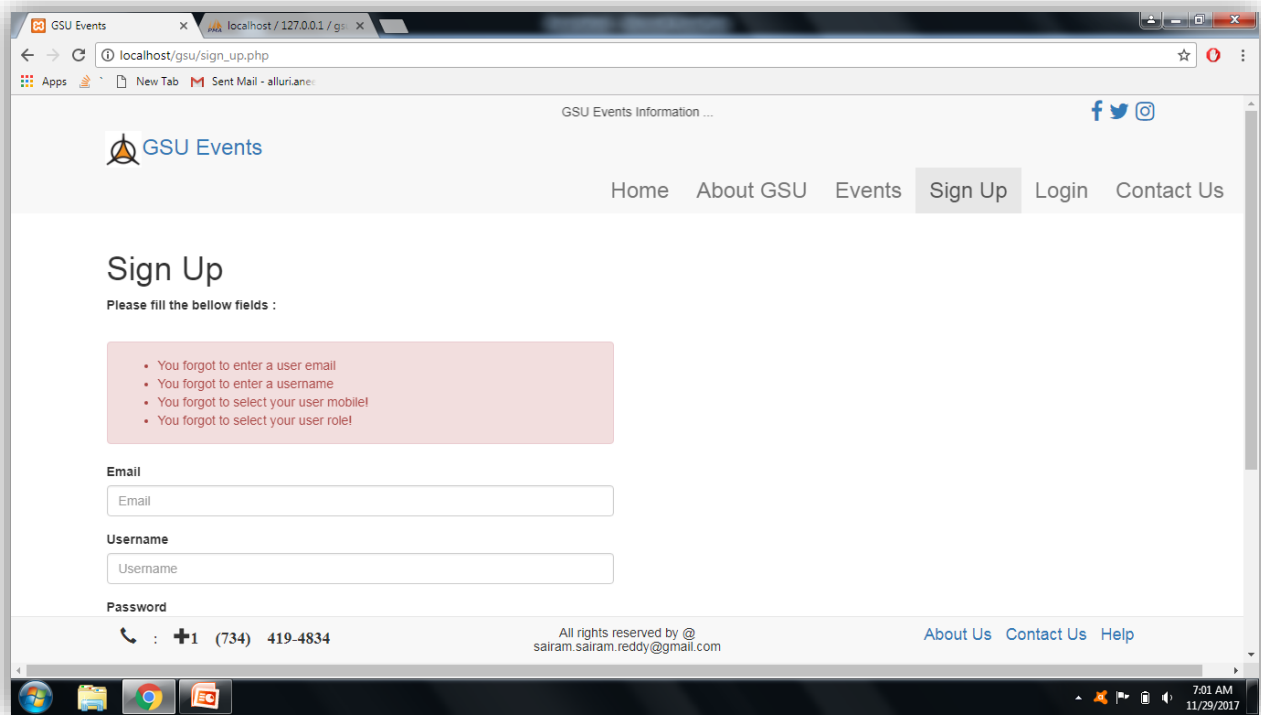 GSU Events
localhost / 127.0.0.1 / gs
localhost/gsu/sign_up.php
Apps
New Tab
Sent Mail - alluri.ane
GSU Events Information ...
GSU Events
Home About GSU Events Sign Up Login Contact Us
Sign Up
Please fill the bellow fields :
• You forgot to enter a user email
• You forgot to enter a username
• You forgot to select your user mobile!
• You forgot to select your user role!
Email
Email
Username
Username
Password
: +1 (734) 419-4834
All rights reserved by @
sairam.sairam.reddy@gmail.com
About Us Contact Us Help
7:01 AM
11/29/2017